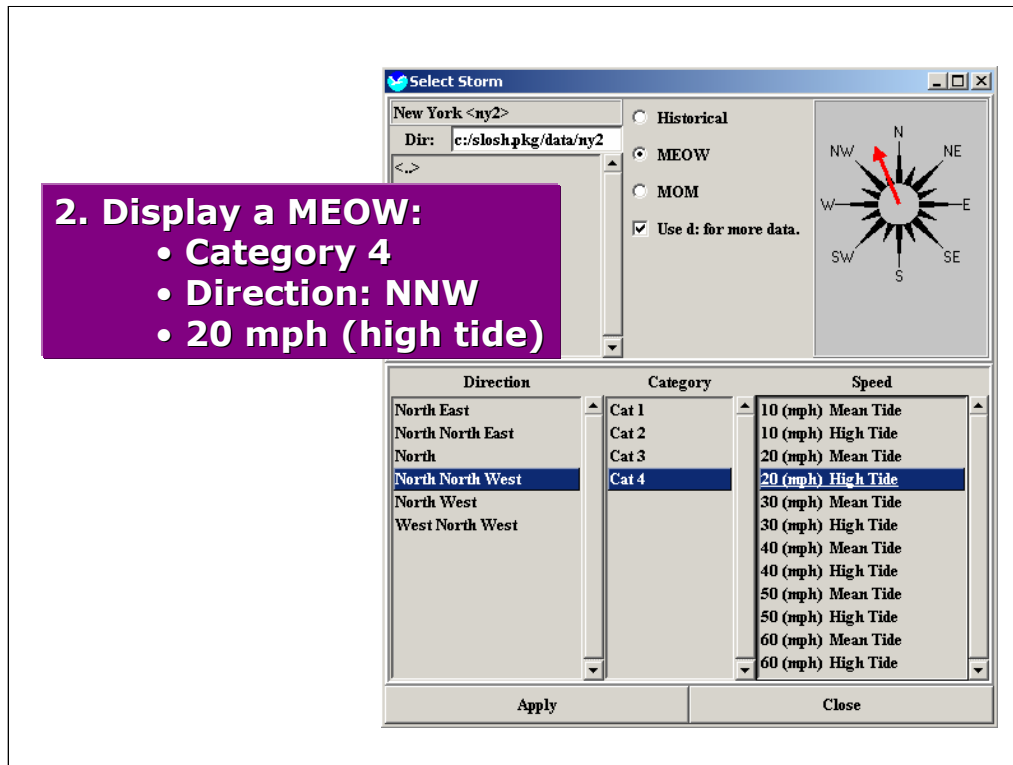 Select Storm
New York <ny2>
Dir: c:/slosh.pkg/data/ny2
<..>
Historical
MEOW
MOM
Use d: for more data.
N
NE
E
SE
S
SW
W
NW
2. Display a MEOW:
• Category 4
• Direction: NNW
• 20 mph (high tide)
Direction
North East
North North East
North
North North West
North West
West North West
Category
Cat 1
Cat 2
Cat 3
Cat 4
Speed
10 (mph) Mean Tide
10 (mph) High Tide
20 (mph) Mean Tide
20 (mph) High Tide
30 (mph) Mean Tide
30 (mph) High Tide
40 (mph) Mean Tide
40 (mph) High Tide
50 (mph) Mean Tide
50 (mph) High Tide
60 (mph) Mean Tide
60 (mph) High Tide
Apply
Close